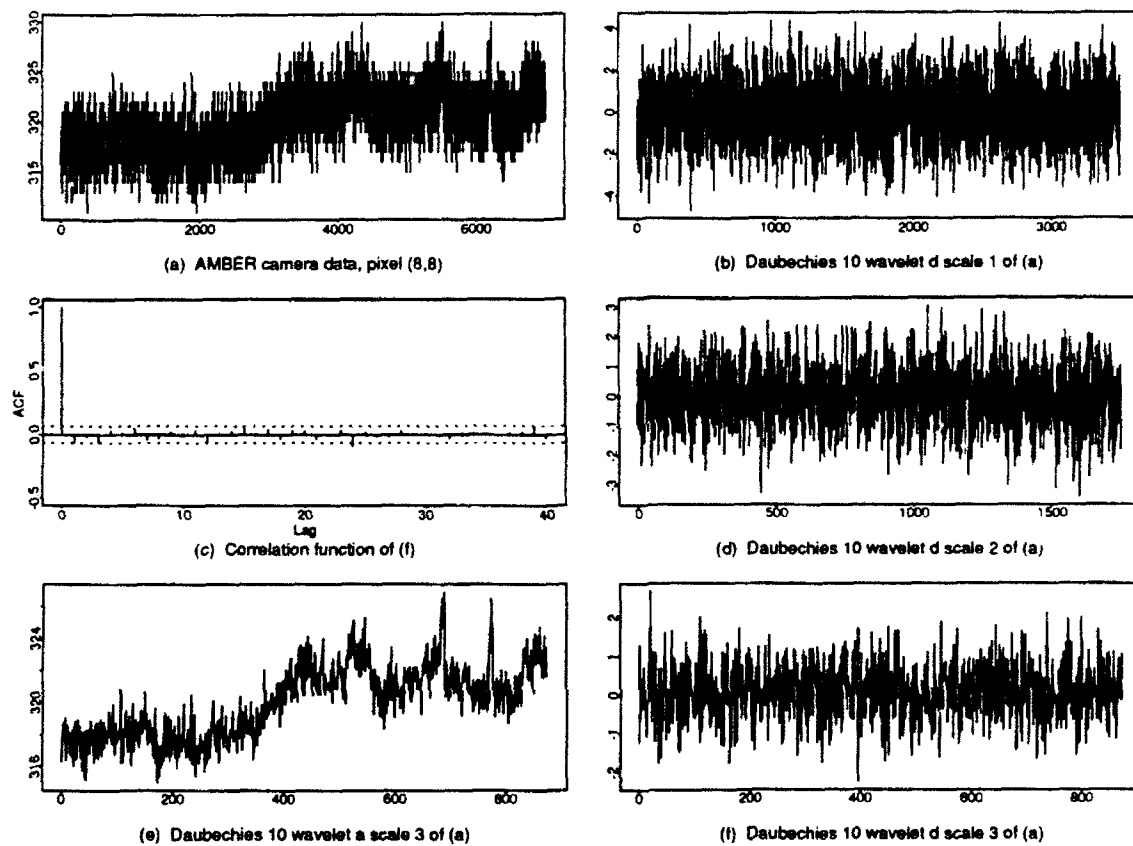 330
325
320
315
0 2000 4000 6000
(a) AMBER camera data, pixel (8,8)
4
2
0
-2
-4
0 1000 2000 3000
(b) Daubechies 10 wavelet d scale 1 of (a)
1.0
0.5
0.0
-0.5
ACF
0 10 20 30 40
Lag
(c) Correlation function of (f)
3
2
1
0
-1
-2
-3
0 500 1000 1500
(d) Daubechies 10 wavelet d scale 2 of (a)
324
320
316
0 200 400 600 800
(e) Daubechies 10 wavelet a scale 3 of (a)
2
1
0
-1
-2
0 200 400 600 800
(f) Daubechies 10 wavelet d scale 3 of (a)